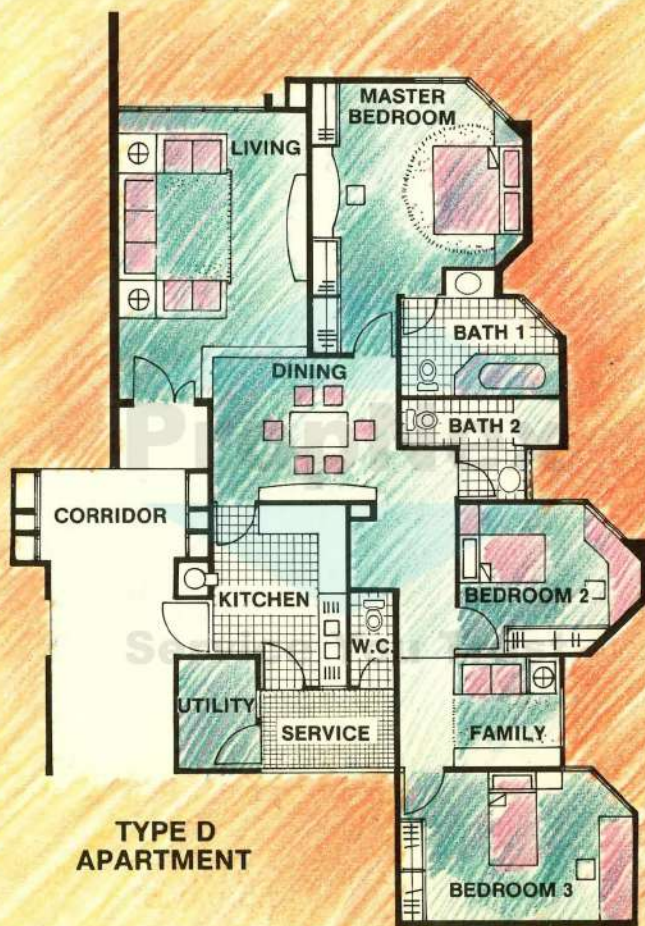 MASTER
BEDROOM
LIVING
BATH 1
DINING
BATH 2
CORRIDOR
KITCHEN
BEDROOM 2
W.C.
UTILITY
SERVICE
FAMILY
TYPE D
APARTMENT
BEDROOM 3